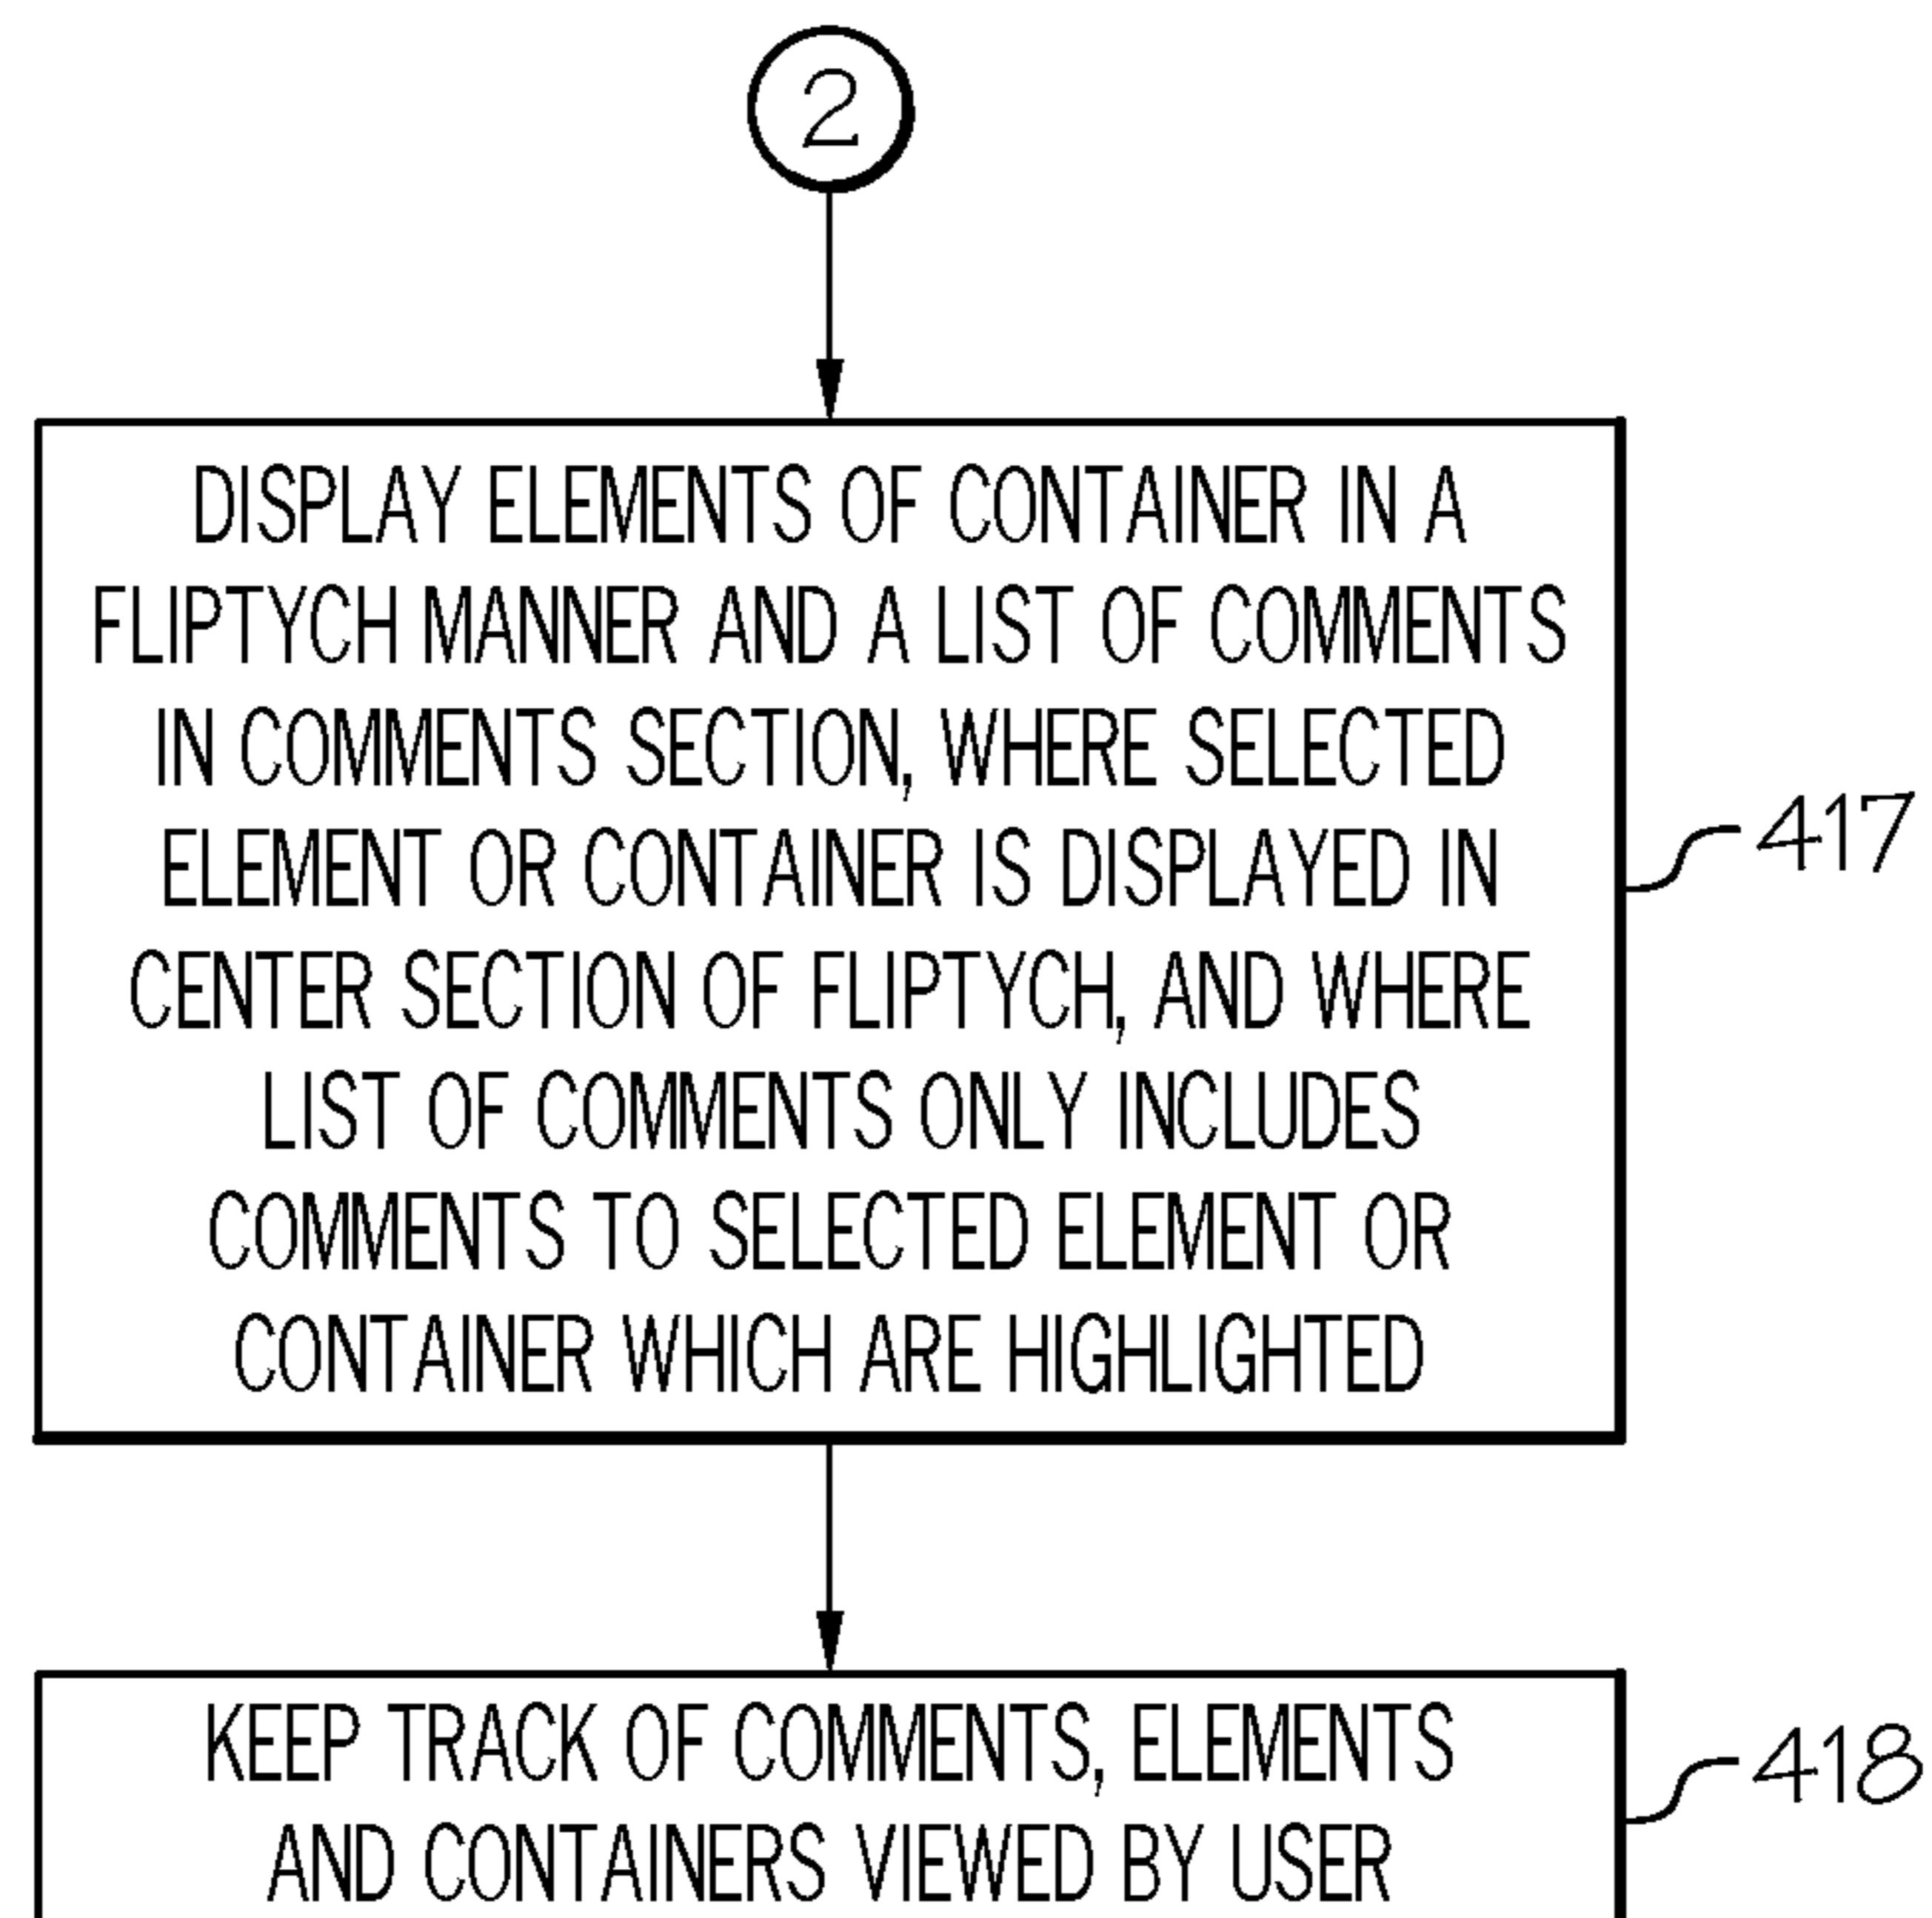 2
DISPLAY ELEMENTS OF CONTAINER IN A
FLIPTYCH MANNER AND A LIST OF COMMENTS
IN COMMENTS SECTION, WHERE SELECTED
ELEMENT OR CONTAINER IS DISPLAYED IN
CENTER SECTION OF FLIPTYCH, AND WHERE
LIST OF COMMENTS ONLY INCLUDES
COMMENTS TO SELECTED ELEMENT OR
CONTAINER WHICH ARE HIGHLIGHTED
417
KEEP TRACK OF COMMENTS, ELEMENTS
AND CONTAINERS VIEWED BY USER
418